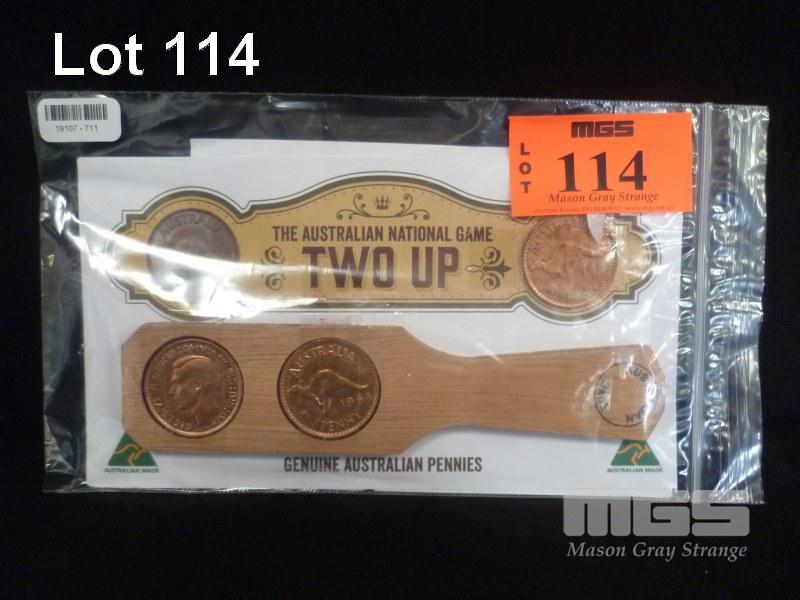 Lot 114
19107 - 711
MGS
LOT
114
Mason Gray Strange
AUSTRALIA
THE AUSTRALIAN NATIONAL GAME
TWO UP
AUSTRALIA
PENNY
GENUINE AUSTRALIAN PENNIES
AUSTRALIAN MADE
AUSTRALIAN MADE
MGS
Mason Gray Strange